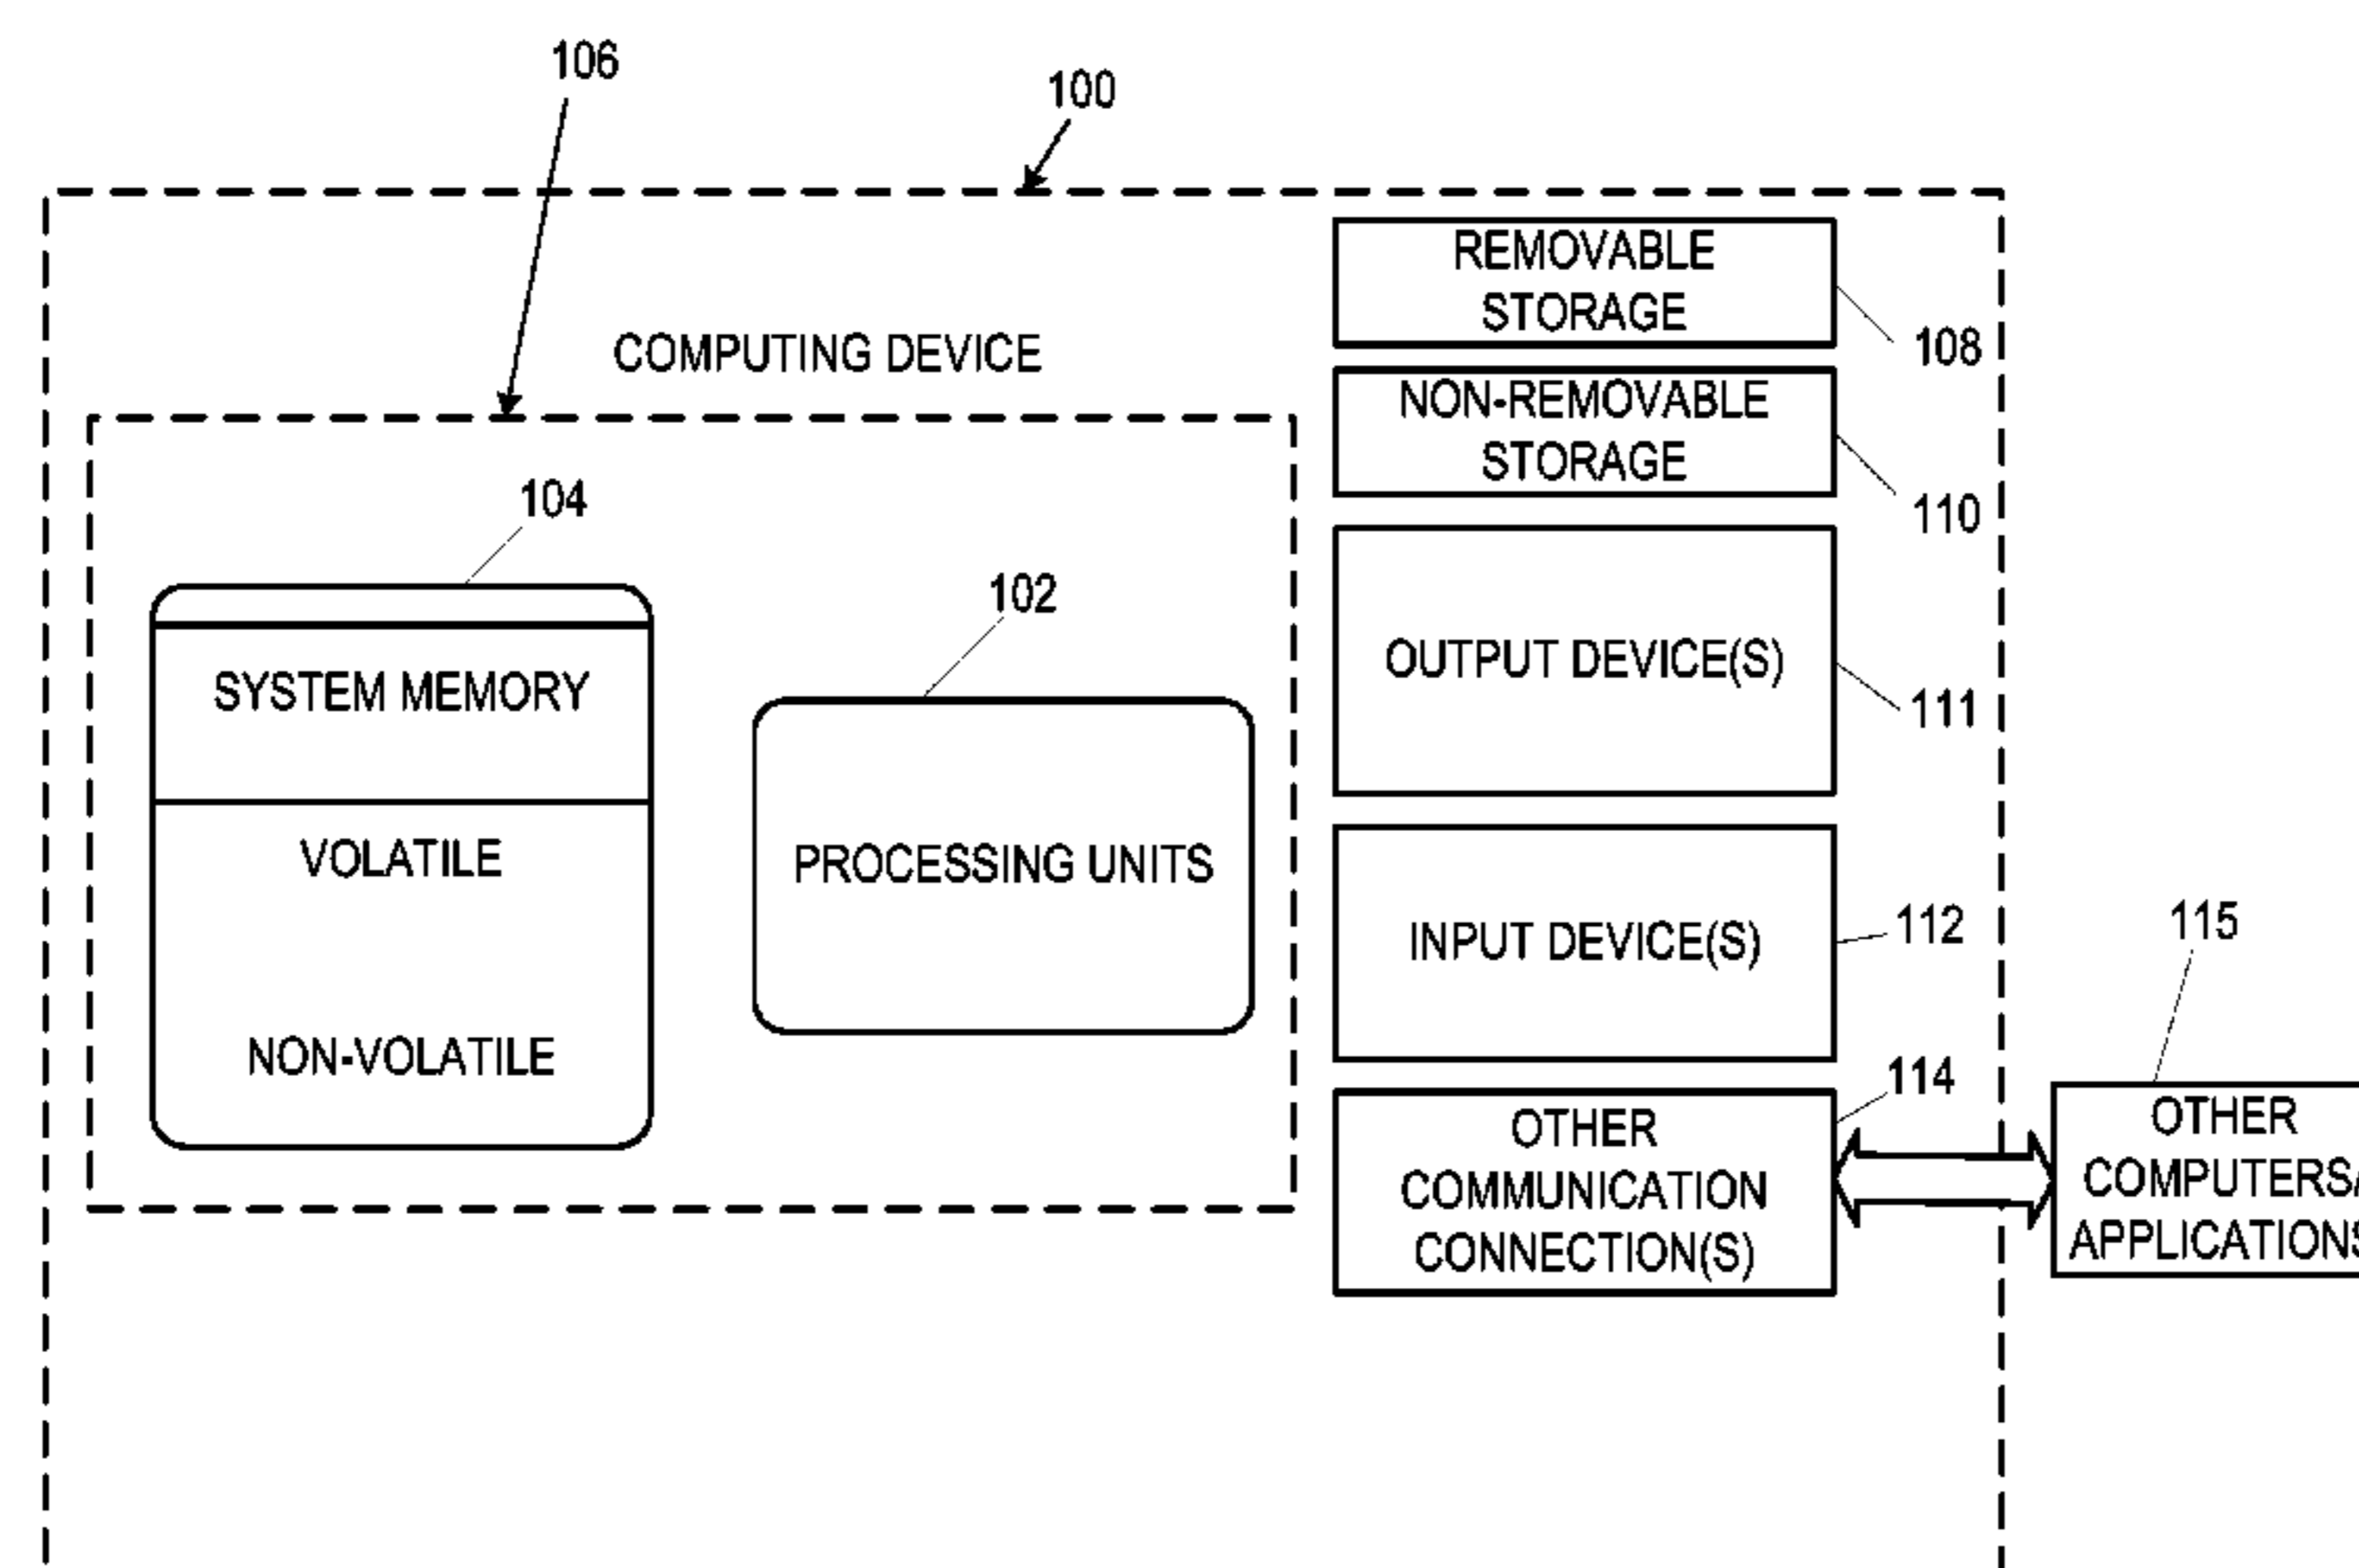 106
100
COMPUTING DEVICE
REMOVABLE
STORAGE
108
NON-REMOVABLE
STORAGE
110
104
SYSTEM MEMORY
VOLATILE
NON-VOLATILE
102
PROCESSING UNITS
OUTPUT DEVICE(S)
111
INPUT DEVICE(S)
112
OTHER
COMMUNICATION
CONNECTION(S)
114
115
OTHER
COMPUTERS/
APPLICATIONS